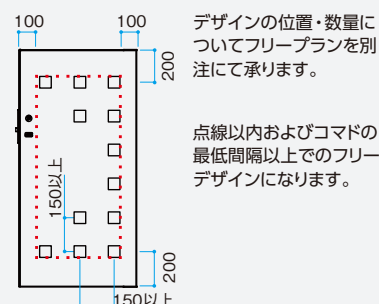 100
100
デザインの位置・数量に
ついてフリープランを別
注にて承ります。
200
点線以内およびコマドの
最低間隔以上でのフリー
デザインになります。
150以上
200
150以上